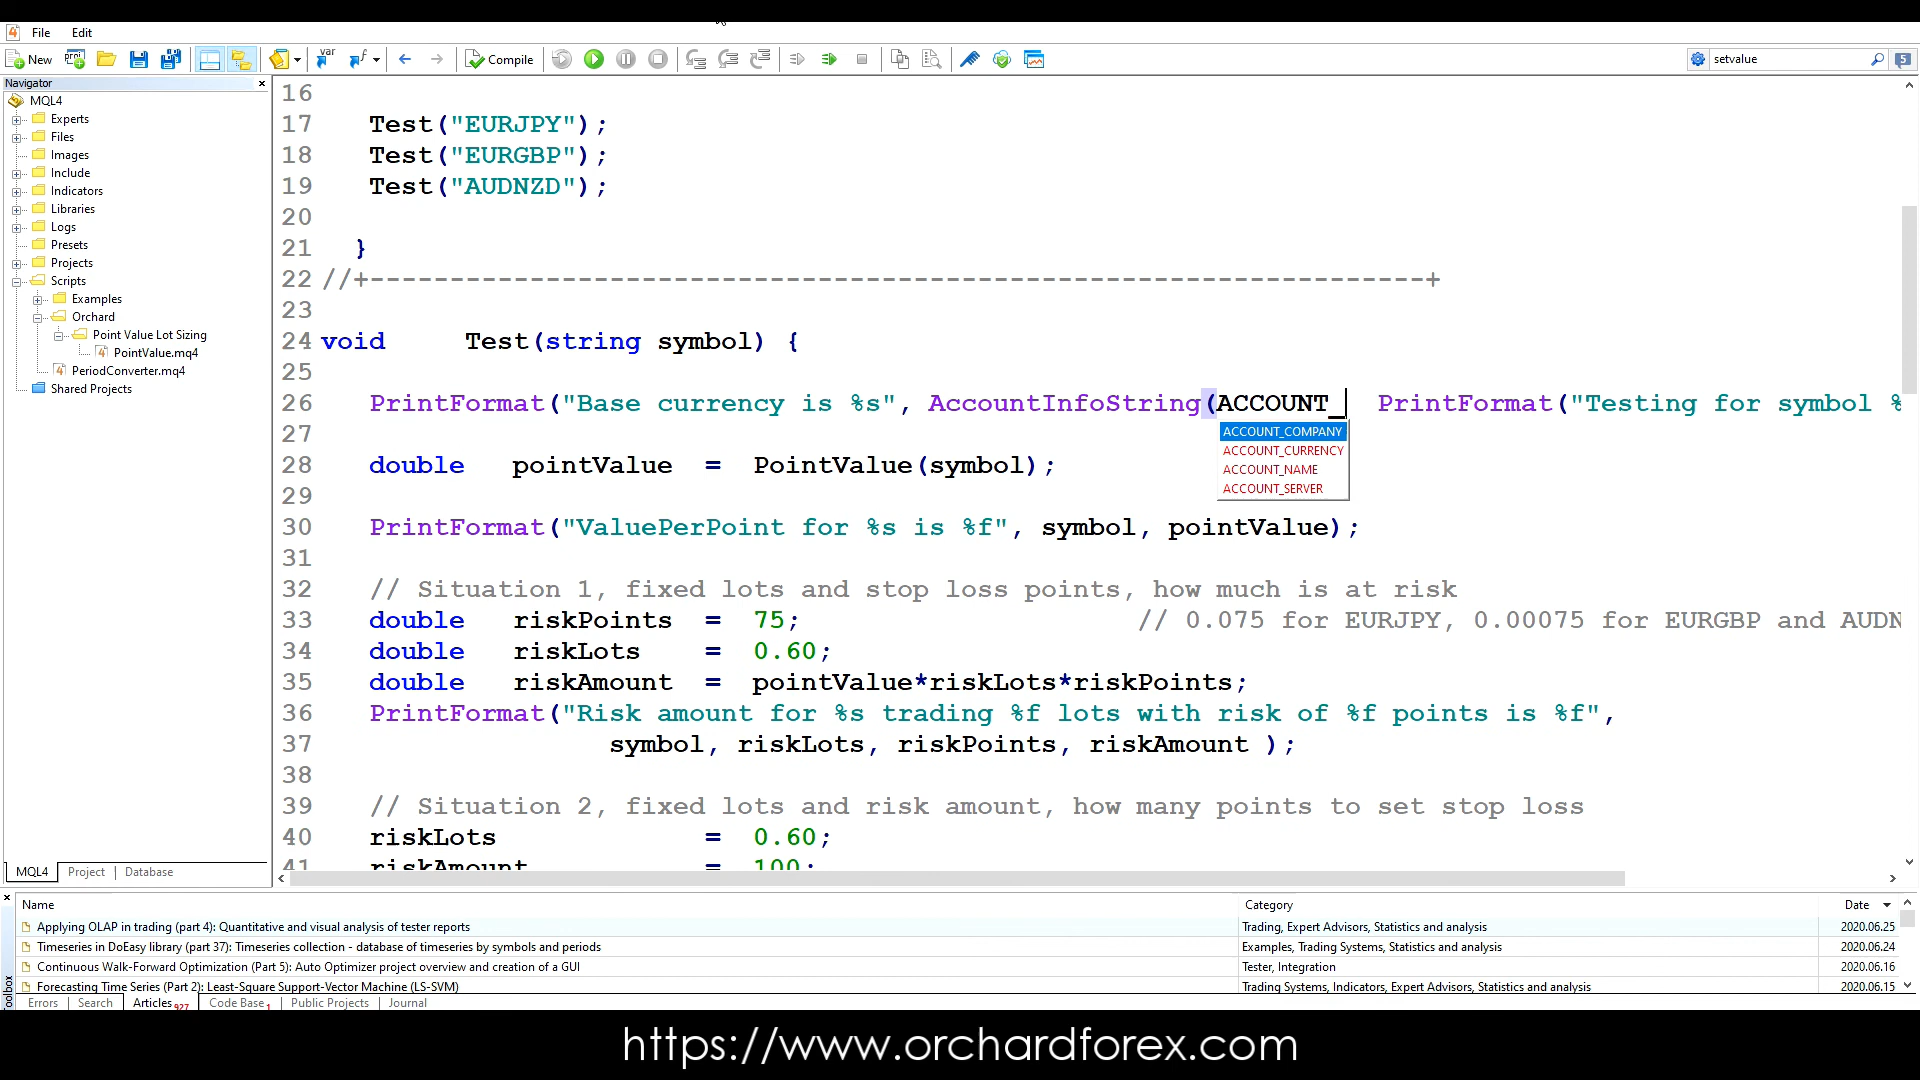 File Edit
New var Compile setvalue 5
Navigator
MQL4
Experts
Files
Images
Include
Indicators
Libraries
Logs
Presets
Projects
Scripts
Examples
Orchard
Point Value Lot Sizing
PointValue.mq4
PeriodConverter.mq4
Shared Projects
MQL4 Project Database
16
17 Test("EURJPY");
18 Test("EURGBP");
19 Test("AUDNZD");
20
21 }
22 //+------------------------------------------------------------------+
23
24 void Test(string symbol) {
25
26 PrintFormat("Base currency is %s", AccountInfoString(ACCOUNT_ PrintFormat("Testing for symbol %
ACCOUNT_COMPANY
ACCOUNT_CURRENCY
ACCOUNT_NAME
ACCOUNT_SERVER
27
28 double pointValue = PointValue(symbol);
29
30 PrintFormat("ValuePerPoint for %s is %f", symbol, pointValue);
31
32 // Situation 1, fixed lots and stop loss points, how much is at risk
33 double riskPoints = 75; // 0.075 for EURJPY, 0.00075 for EURGBP and AUDN
34 double riskLots = 0.60;
35 double riskAmount = pointValue*riskLots*riskPoints;
36 PrintFormat("Risk amount for %s trading %f lots with risk of %f points is %f",
37 symbol, riskLots, riskPoints, riskAmount );
38
39 // Situation 2, fixed lots and risk amount, how many points to set stop loss
40 riskLots = 0.60;
41 riskAmount = 100;
Name Category Date
Applying OLAP in trading (part 4): Quantitative and visual analysis of tester reports Trading, Expert Advisors, Statistics and analysis 2020.06.25
Timeseries in DoEasy library (part 37): Timeseries collection - database of timeseries by symbols and periods Examples, Trading Systems, Statistics and analysis 2020.06.24
Continuous Walk-Forward Optimization (Part 5): Auto Optimizer project overview and creation of a GUI Tester, Integration 2020.06.16
Forecasting Time Series (Part 2): Least-Square Support-Vector Machine (LS-SVM) Trading Systems, Indicators, Expert Advisors, Statistics and analysis 2020.06.15
Errors Search Articles 927 Code Base 1 Public Projects Journal
https://www.orchardforex.com